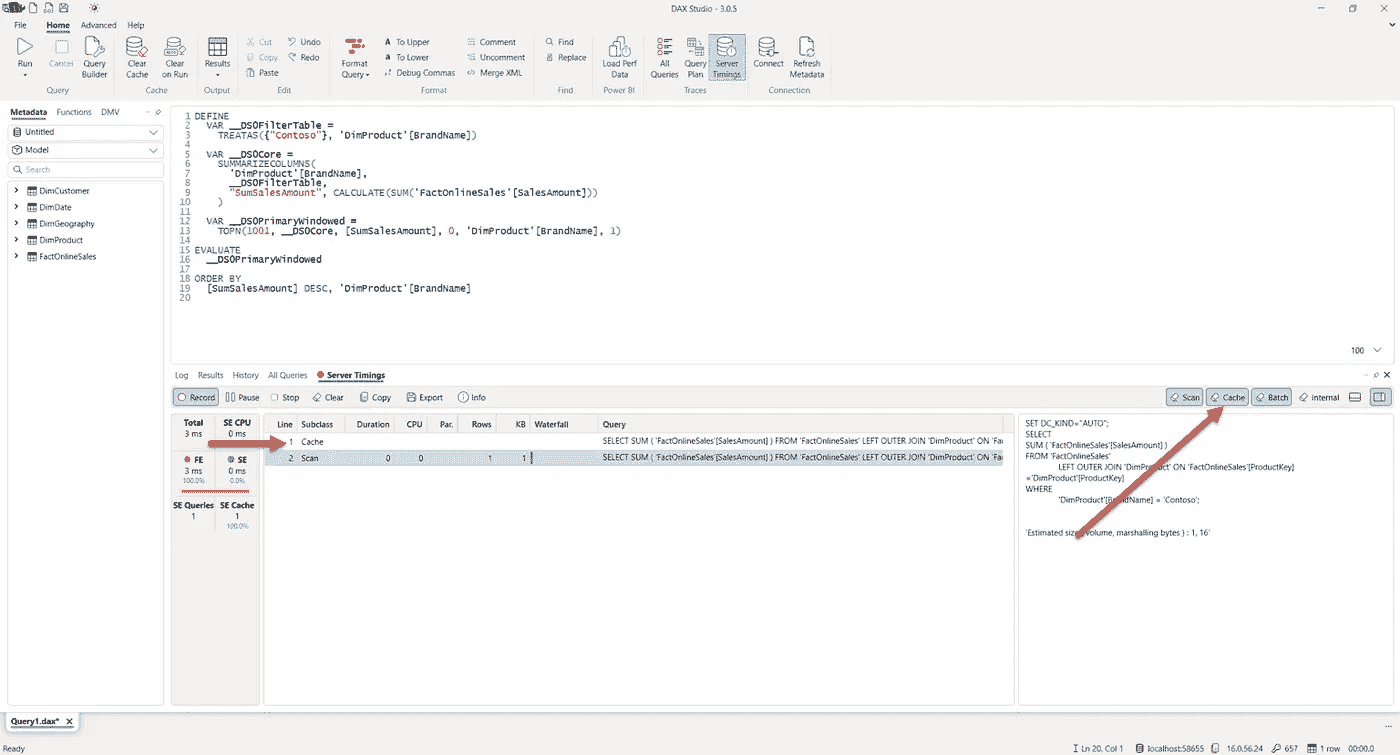 DAX Studio - 3.0.5
File Home Advanced Help
Run
Cancel
Query Builder
Clear Cache
Clear on Run
Results
Cut
Copy
Paste
Undo
Redo
Format Query
To Upper
To Lower
Debug Commas
Comment
Uncomment
Merge XML
Find
Replace
Load Perf Data
All Queries
Query Plan
Server Timings
Connect
Refresh Metadata
Query Cache Output Edit Format Find Power BI Traces Connection
Metadata Functions DMV
Untitled
Model
Search
DimCustomer
DimDate
DimGeography
DimProduct
FactOnlineSales
1 DEFINE
2 VAR __DS0FilterTable =
3 TREATAS({"Contoso"}, 'DimProduct'[BrandName])
4
5 VAR __DS0Core =
6 SUMMARIZECOLUMNS(
7 'DimProduct'[BrandName],
8 __DS0FilterTable,
9 "SumSalesAmount", CALCULATE(SUM('FactOnlineSales'[SalesAmount]))
10 )
11
12 VAR __DS0PrimaryWindowed =
13 TOPN(1001, __DS0Core, [SumSalesAmount], 0, 'DimProduct'[BrandName], 1)
14
15 EVALUATE
16 __DS0PrimaryWindowed
17
18 ORDER BY
19 [SumSalesAmount] DESC, 'DimProduct'[BrandName]
20
100
Log Results History All Queries Server Timings
Record Pause Stop Clear Copy Export Info Scan Cache Batch Internal
Total SE CPU
3 ms 0 ms
FE SE
3 ms 0 ms
100.0% 0.0%
SE Queries SE Cache
1 1
100.0%
Line Subclass Duration CPU Par. Rows KB Waterfall Query
1 Cache SELECT SUM ( 'FactOnlineSales'[SalesAmount] ) FROM 'FactOnlineSales' LEFT OUTER JOIN 'DimProduct' ON 'Fac
2 Scan 0 0 1 1 SELECT SUM ( 'FactOnlineSales'[SalesAmount] ) FROM 'FactOnlineSales' LEFT OUTER JOIN 'DimProduct' ON 'Fac
SET DC_KIND="AUTO";
SELECT
SUM ( 'FactOnlineSales'[SalesAmount] )
FROM 'FactOnlineSales'
LEFT OUTER JOIN 'DimProduct' ON 'FactOnlineSales'[ProductKey]
='DimProduct'[ProductKey]
WHERE
'DimProduct'[BrandName] = 'Contoso';
'Estimated size volume, marshalling bytes ) : 1, 16'
Query1.dax*
Ready
Ln 20, Col 1 localhost:58655 16.0.56.24 657 1 row 00:00.0